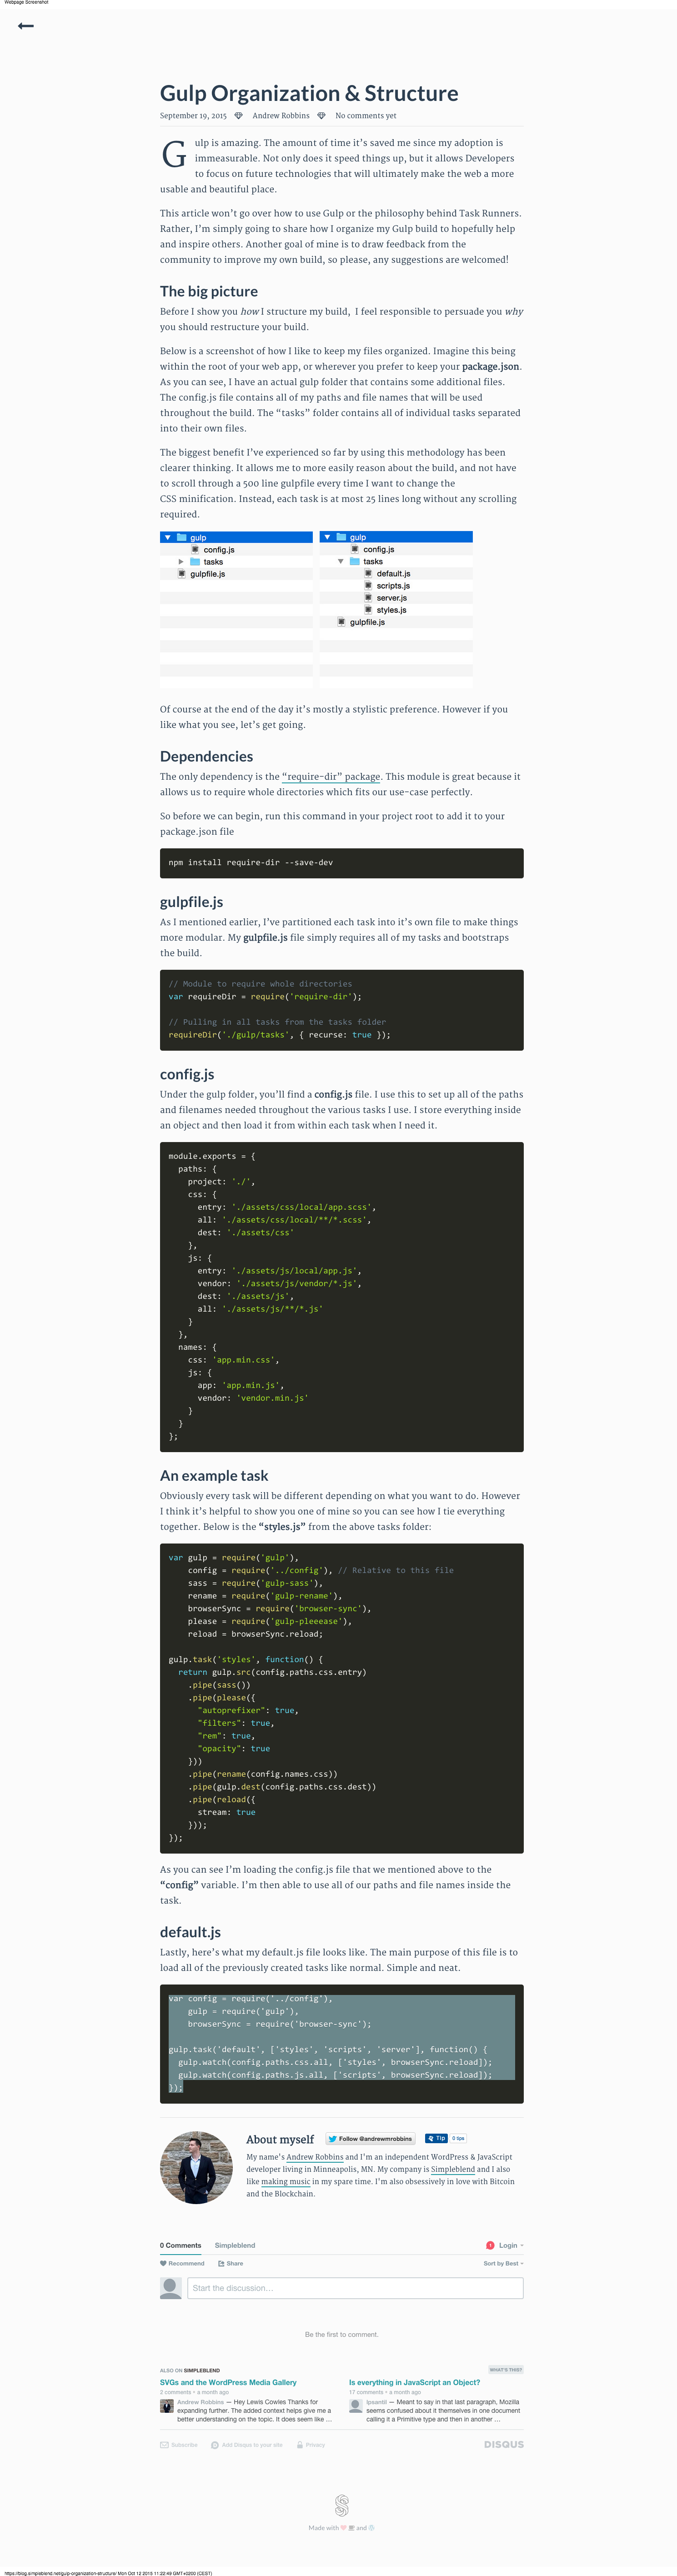 Webpage Screenshot
Gulp Organization & Structure
September 19, 2015 Andrew Robbins No comments yet
Gulp is amazing. The amount of time it’s saved me since my adoption is
immeasurable. Not only does it speed things up, but it allows Developers
to focus on future technologies that will ultimately make the web a more
usable and beautiful place.
This article won’t go over how to use Gulp or the philosophy behind Task Runners.
Rather, I’m simply going to share how I organize my Gulp build to hopefully help
and inspire others. Another goal of mine is to draw feedback from the
community to improve my own build, so please, any suggestions are welcomed!
The big picture
Before I show you how I structure my build,  I feel responsible to persuade you why
you should restructure your build.
Below is a screenshot of how I like to keep my files organized. Imagine this being
within the root of your web app, or wherever you prefer to keep your package.json.
As you can see, I have an actual gulp folder that contains some additional files.
The config.js file contains all of my paths and file names that will be used
throughout the build. The “tasks” folder contains all of individual tasks separated
into their own files.
The biggest benefit I’ve experienced so far by using this methodology has been
clearer thinking. It allows me to more easily reason about the build, and not have
to scroll through a 500 line gulpfile every time I want to change the
CSS minification. Instead, each task is at most 25 lines long without any scrolling
required.
gulp
config.js
tasks
gulpfile.js
gulp
config.js
tasks
default.js
scripts.js
server.js
styles.js
gulpfile.js
Of course at the end of the day it’s mostly a stylistic preference. However if you
like what you see, let’s get going.
Dependencies
The only dependency is the “require-dir” package. This module is great because it
allows us to require whole directories which fits our use-case perfectly.
So before we can begin, run this command in your project root to add it to your
package.json file
npm install require-dir --save-dev
gulpfile.js
As I mentioned earlier, I’ve partitioned each task into it’s own file to make things
more modular. My gulpfile.js file simply requires all of my tasks and bootstraps
the build.
// Module to require whole directories
var requireDir = require('require-dir');
// Pulling in all tasks from the tasks folder
requireDir('./gulp/tasks', { recurse: true });
config.js
Under the gulp folder, you’ll find a config.js file. I use this to set up all of the paths
and filenames needed throughout the various tasks I use. I store everything inside
an object and then load it from within each task when I need it.
module.exports = {
  paths: {
    project: './',
    css: {
      entry: './assets/css/local/app.scss',
      all: './assets/css/local/**/*.scss',
      dest: './assets/css'
    },
    js: {
      entry: './assets/js/local/app.js',
      vendor: './assets/js/vendor/*.js',
      dest: './assets/js',
      all: './assets/js/**/*.js'
    }
  },
  names: {
    css: 'app.min.css',
    js: {
      app: 'app.min.js',
      vendor: 'vendor.min.js'
    }
  }
};
An example task
Obviously every task will be different depending on what you want to do. However
I think it’s helpful to show you one of mine so you can see how I tie everything
together. Below is the “styles.js” from the above tasks folder:
var gulp = require('gulp'),
    config = require('../config'), // Relative to this file
    sass = require('gulp-sass'),
    rename = require('gulp-rename'),
    browserSync = require('browser-sync'),
    please = require('gulp-pleeease'),
    reload = browserSync.reload;
gulp.task('styles', function() {
  return gulp.src(config.paths.css.entry)
    .pipe(sass())
    .pipe(please({
      "autoprefixer": true,
      "filters": true,
      "rem": true,
      "opacity": true
    }))
    .pipe(rename(config.names.css))
    .pipe(gulp.dest(config.paths.css.dest))
    .pipe(reload({
      stream: true
    }));
});
As you can see I’m loading the config.js file that we mentioned above to the
“config” variable. I’m then able to use all of our paths and file names inside the
task.
default.js
Lastly, here’s what my default.js file looks like. The main purpose of this file is to
load all of the previously created tasks like normal. Simple and neat.
var config = require('../config'),
    gulp = require('gulp'),
    browserSync = require('browser-sync');
gulp.task('default', ['styles', 'scripts', 'server'], function() {
  gulp.watch(config.paths.css.all, ['styles', browserSync.reload]);
  gulp.watch(config.paths.js.all, ['scripts', browserSync.reload]);
});
About myself Follow @andrewmrobbins Tip 0 tips
My name’s Andrew Robbins and I’m an independent WordPress & JavaScript
developer living in Minneapolis, MN. My company is Simpleblend and I also
like making music in my spare time. I’m also obsessively in love with Bitcoin
and the Blockchain.
0 Comments Simpleblend Login
Recommend Share Sort by Best
Start the discussion…
Be the first to comment.
ALSO ON SIMPLEBLEND WHAT'S THIS?
SVGs and the WordPress Media Gallery
2 comments • a month ago
Andrew Robbins — Hey Lewis Cowles Thanks for
expanding further. The added context helps give me a
better understanding on the topic. It does seem like …
Is everything in JavaScript an Object?
17 comments • a month ago
lpsantil — Meant to say in that last paragraph, Mozilla
seems confused about it themselves in one document
calling it a Primitive type and then in another …
Subscribe Add Disqus to your site Privacy DISQUS
Made with and
https://blog.simpleblend.net/gulp-organization-structure/ Mon Oct 12 2015 11:22:49 GMT+0200 (CEST)